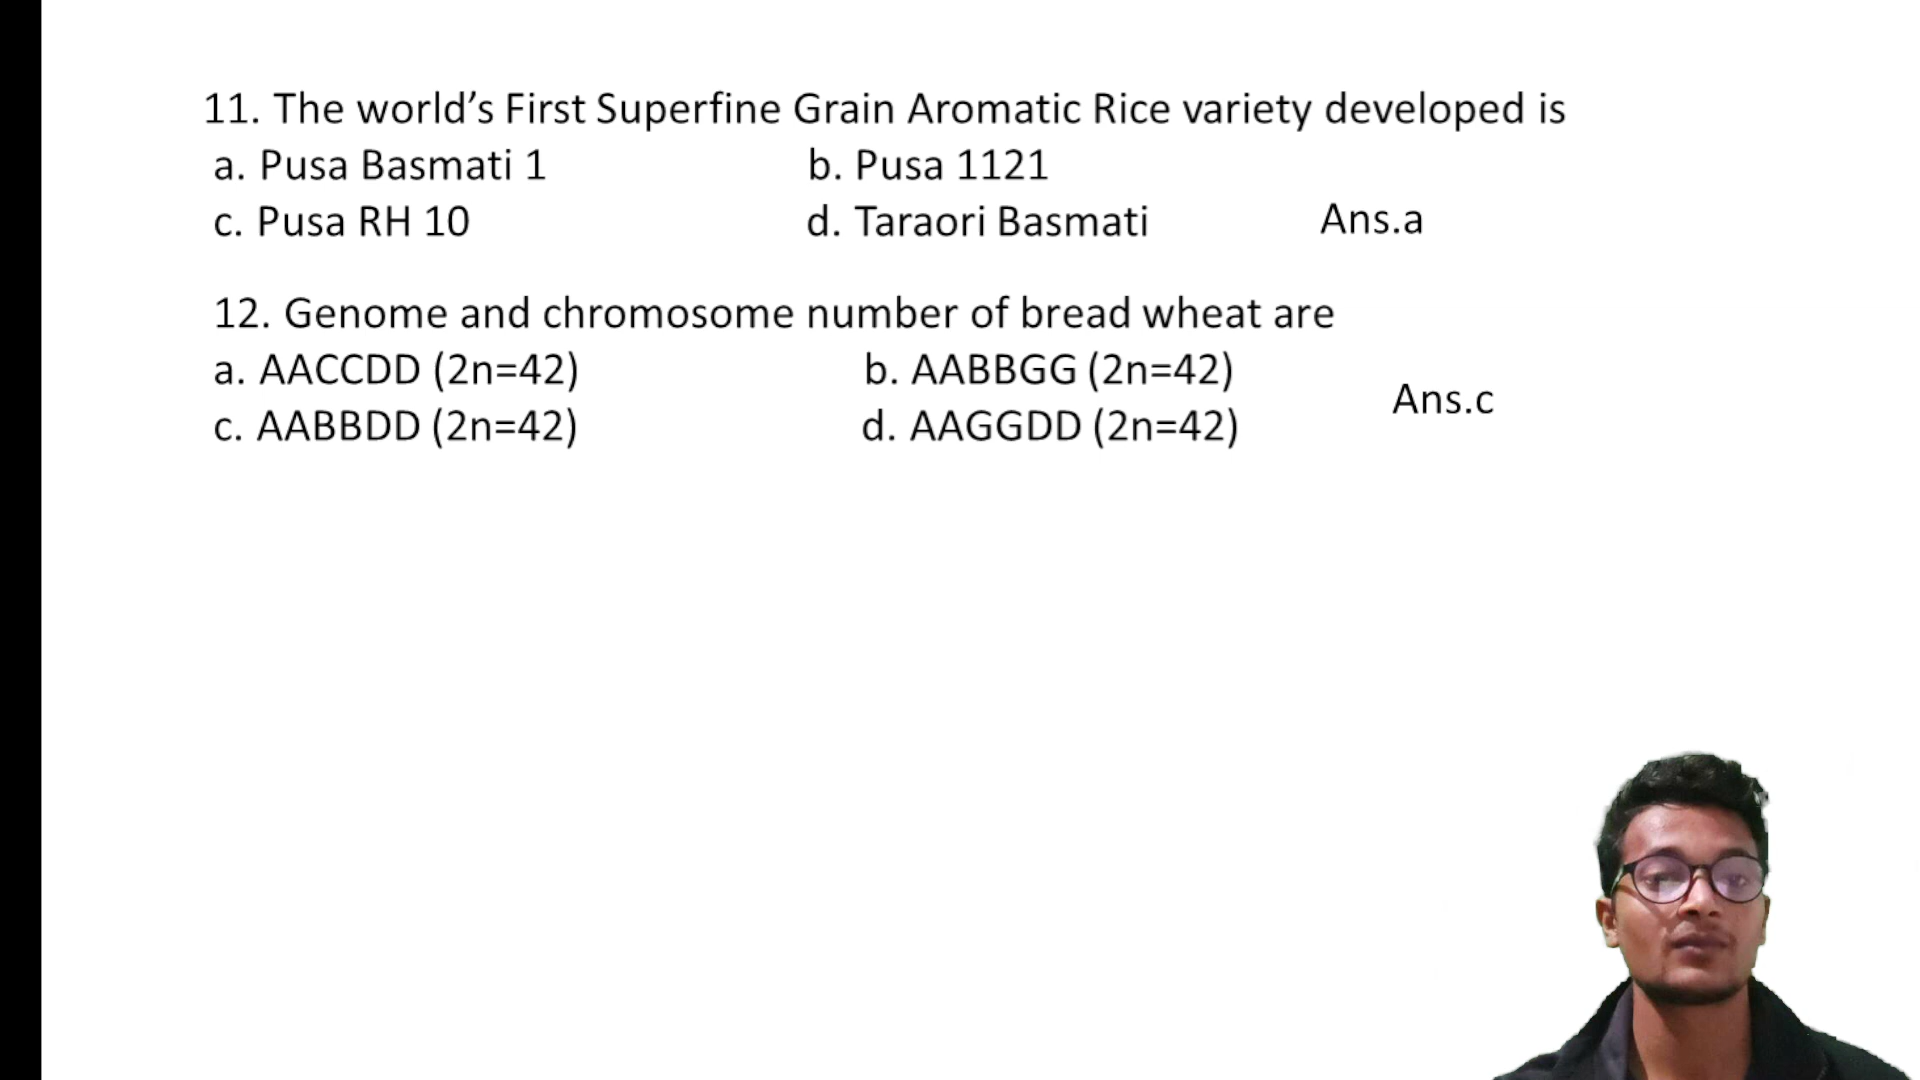 11. The world’s First Superfine Grain Aromatic Rice variety developed is
a. Pusa Basmati 1 b. Pusa 1121
c. Pusa RH 10 d. Taraori Basmati Ans.a
12. Genome and chromosome number of bread wheat are
a. AACCDD (2n=42) b. AABBGG (2n=42)
Ans.c
c. AABBDD (2n=42) d. AAGGDD (2n=42)